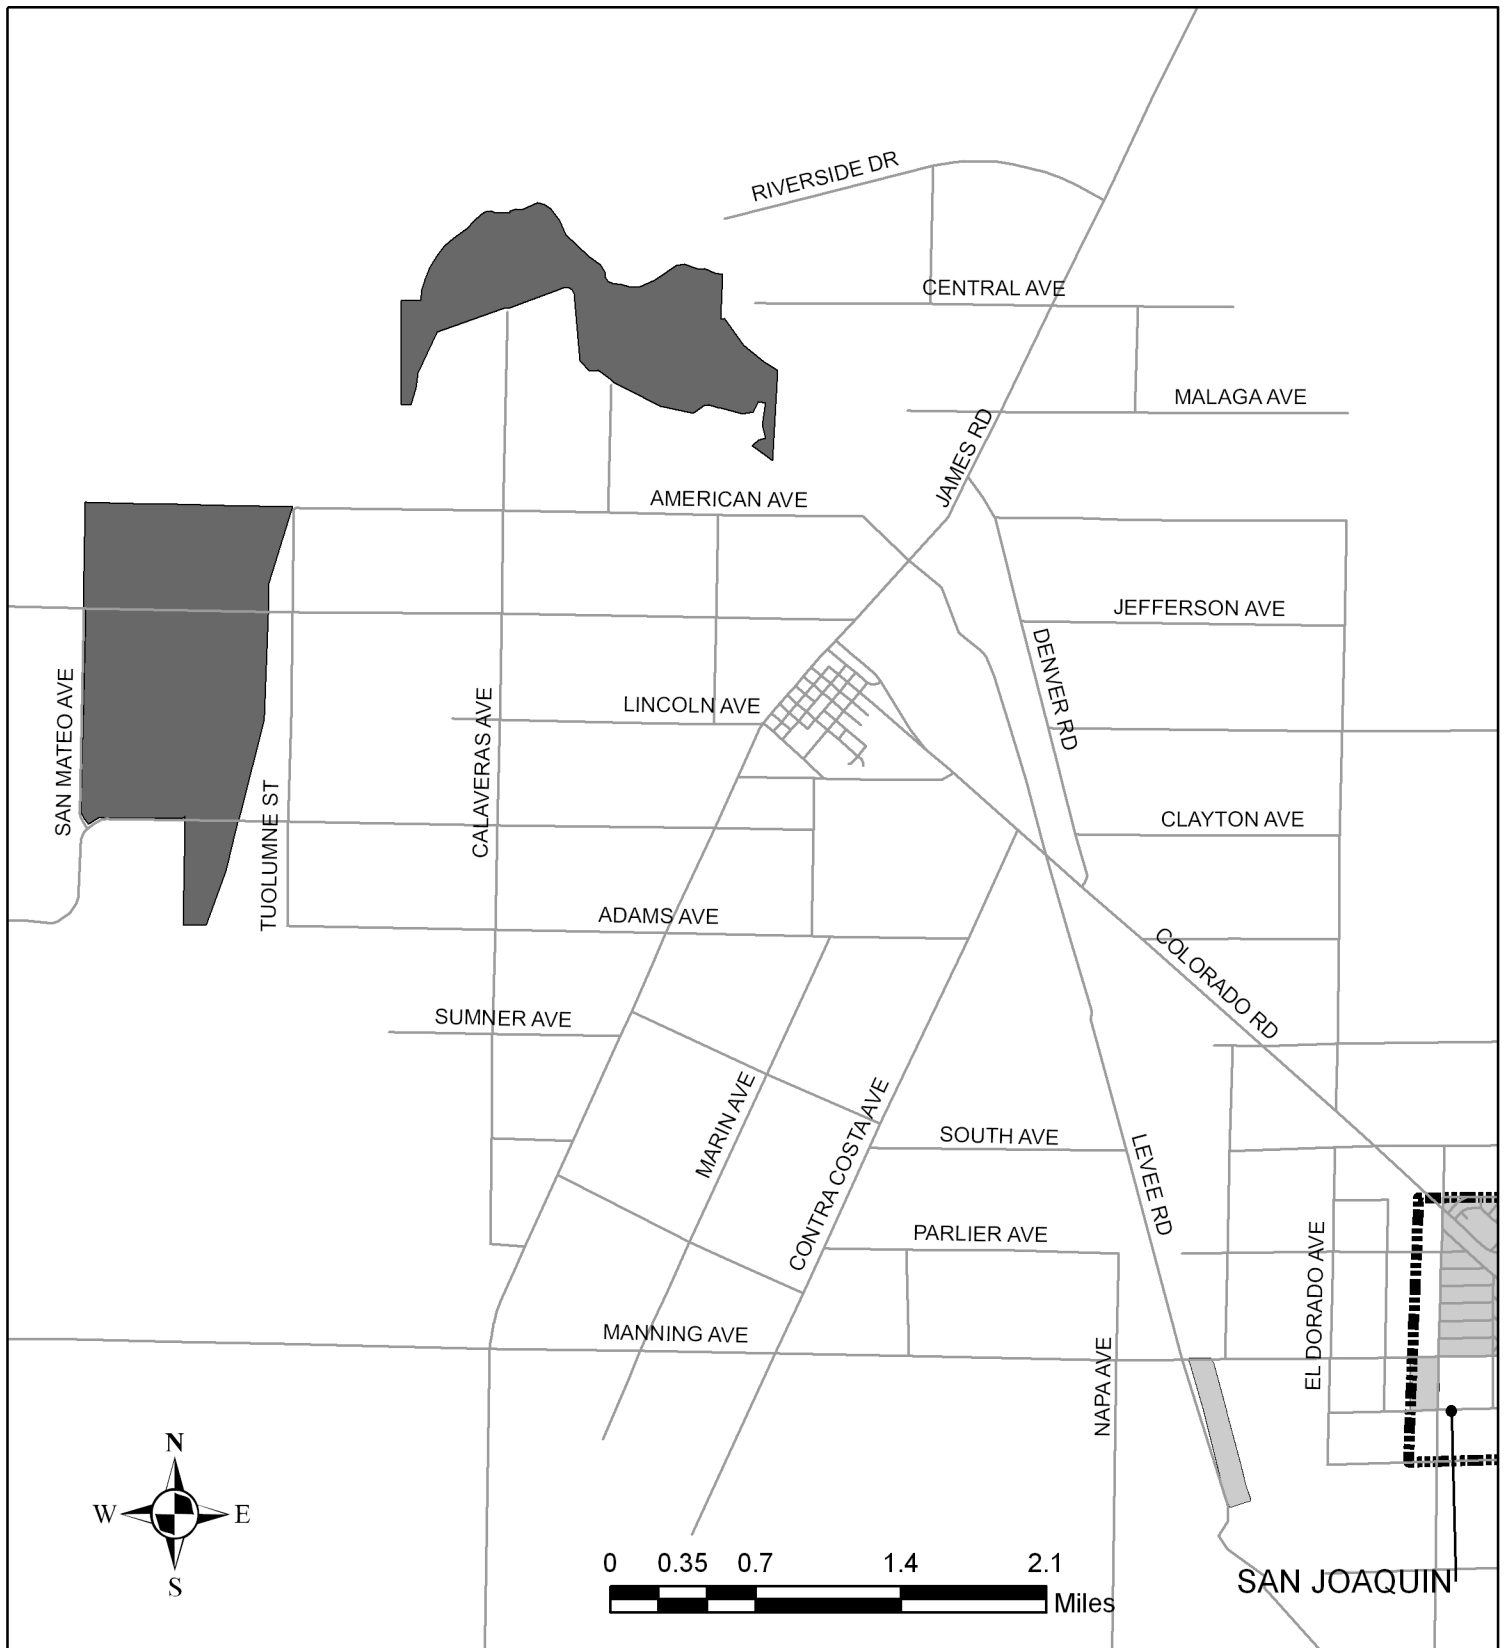 RIVERSIDE DR
CENTRAL AVE
MALAGA AVE
JAMES RD
AMERICAN AVE
JEFFERSON AVE
DENVER RD
SAN MATEO AVE
LINCOLN AVE
CALAVERAS AVE
TUOLUMNE ST
CLAYTON AVE
ADAMS AVE
COLORADO RD
SUMNER AVE
MARIN AVE
CONTRA COSTA AVE
SOUTH AVE
LEVEE RD
PARLIER AVE
EL DORADO AVE
MANNING AVE
NAPA AVE
N
W E
S
0 0.35 0.7 1.4 2.1
Miles
SAN JOAQUIN